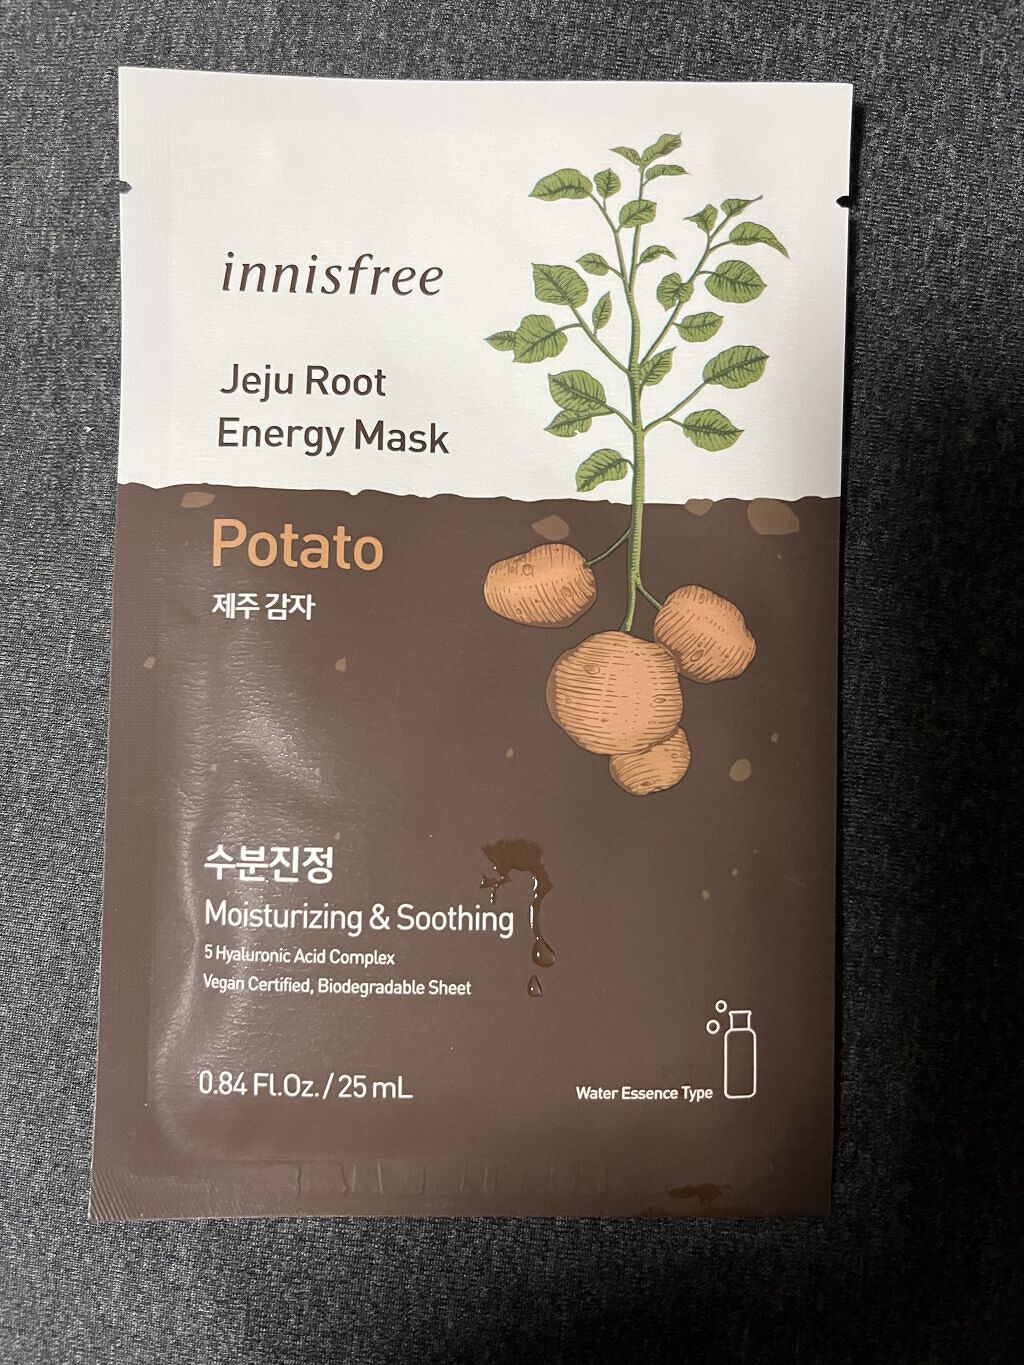 innisfree
Jeju Root
Energy Mask
Potato
제주 감자
수분진정
Moisturizing & Soothing
5 Hyaluronic Acid Complex
Vegan Certified, Biodegradable Sheet
0.84 Fl.Oz. / 25 mL
Water Essence Type